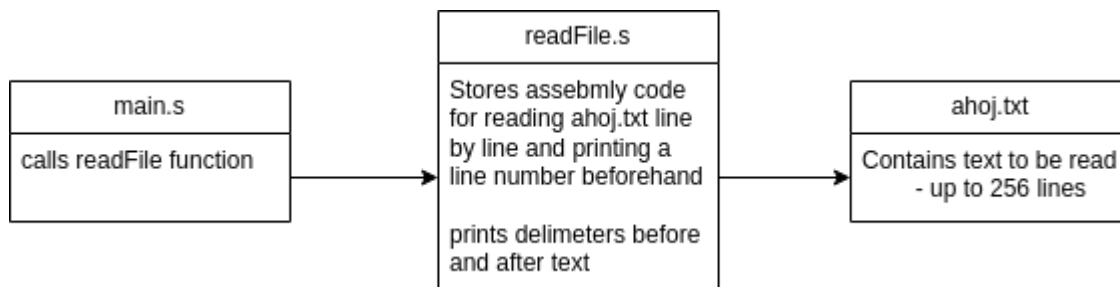 main.s
calls readFile function
readFile.s
Stores assebmly code
for reading ahoj.txt line
by line and printing a
line number beforehand
prints delimeters before
and after text
ahoj.txt
Contains text to be read
- up to 256 lines